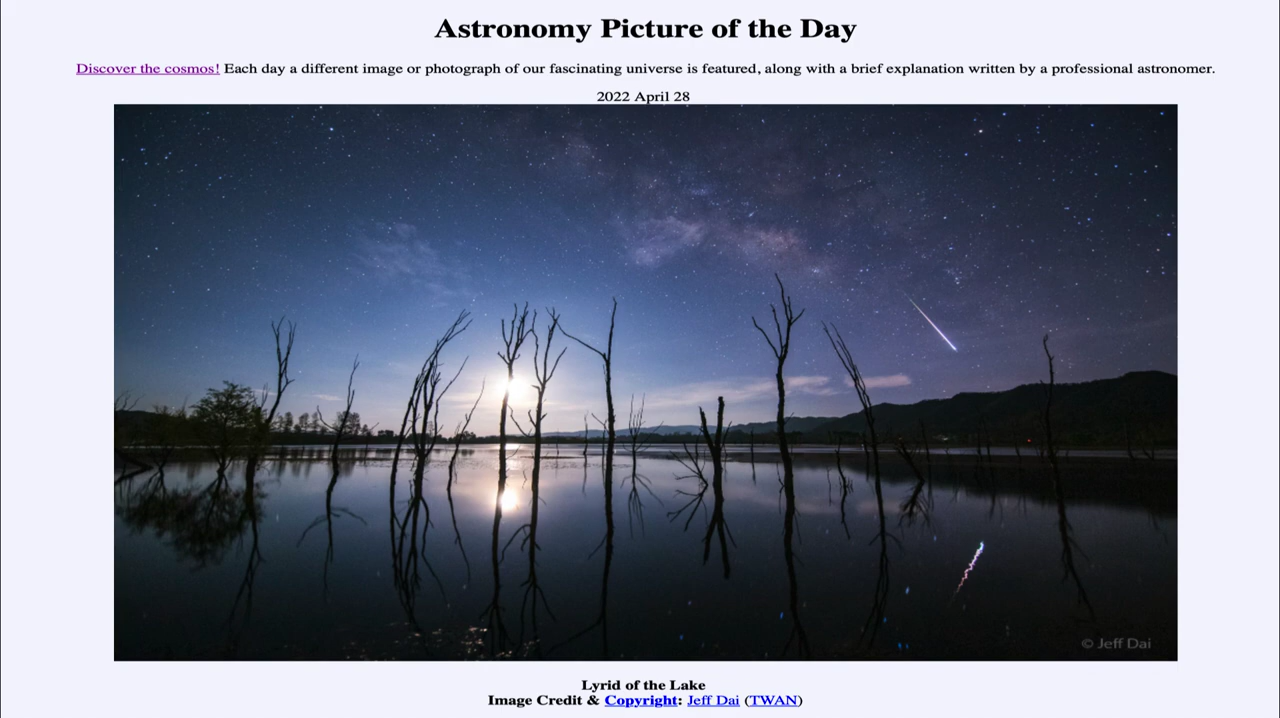 Astronomy Picture of the Day
Discover the cosmos! Each day a different image or photograph of our fascinating universe is featured, along with a brief explanation written by a professional astronomer.
2022 April 28
© Jeff Dai
Lyrid of the Lake
Image Credit & Copyright: Jeff Dai (TWAN)